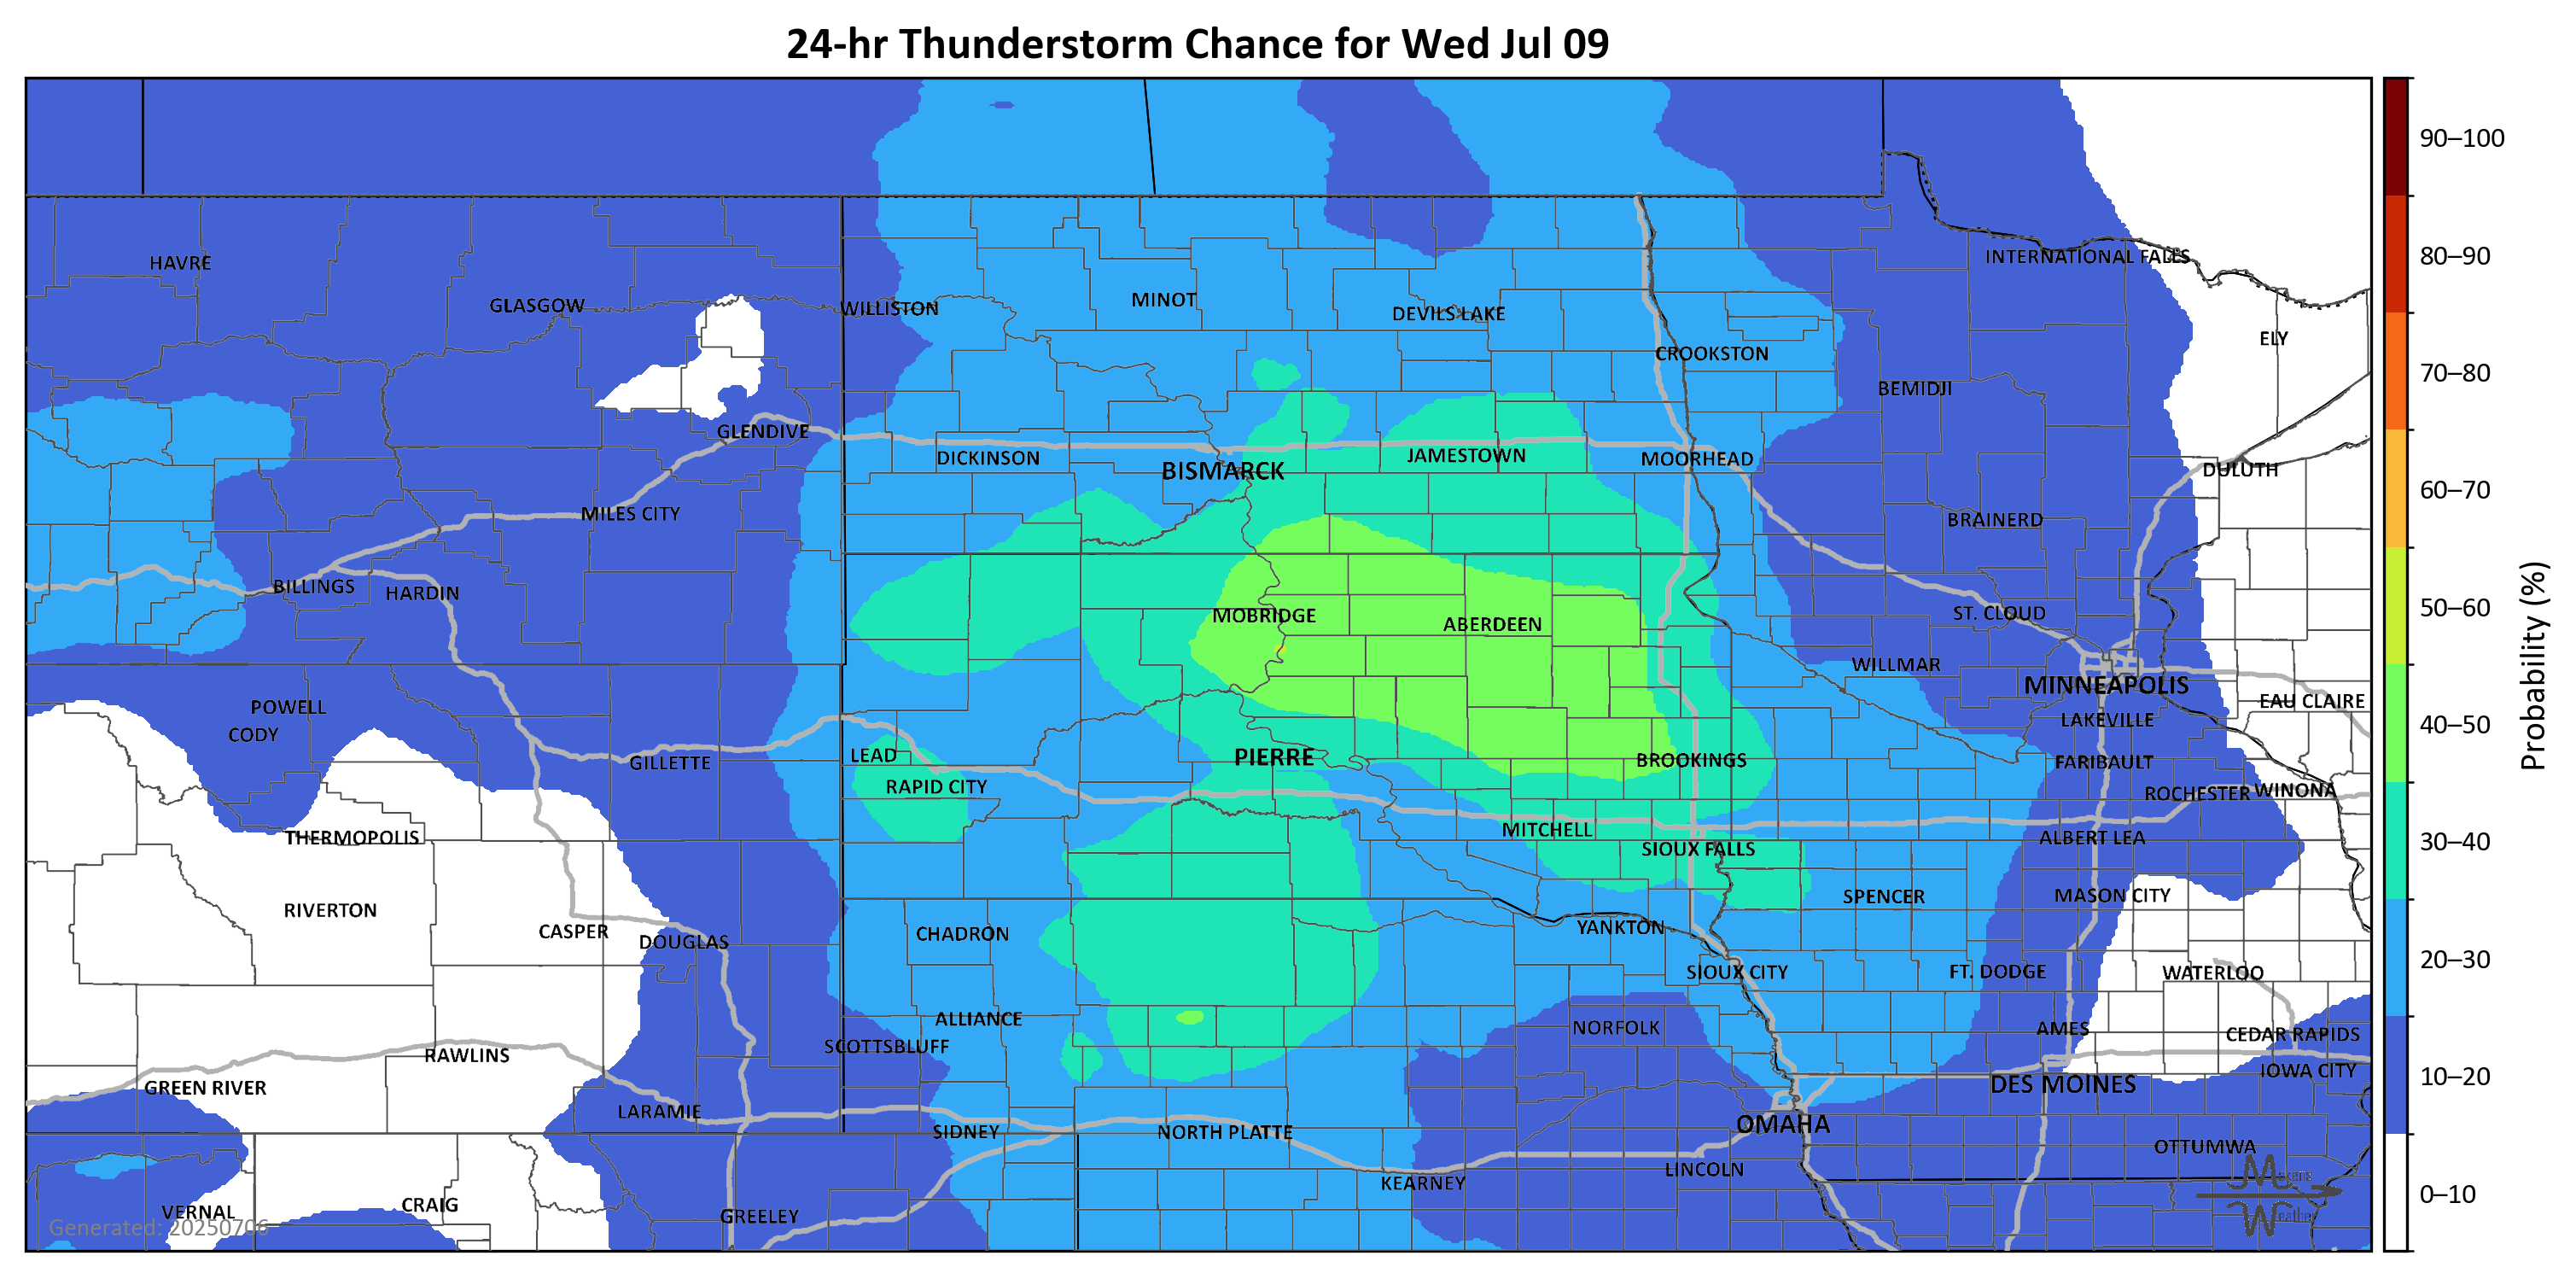 24-hr Thunderstorm Chance for Wed Jul 09
90–100
80–90
70–80
60–70
50–60
40–50
30–40
20–30
10–20
0–10
Probability (%)
HAVRE
INTERNATIONAL FALLS
GLASGOW
WILLISTON
MINOT
DEVILS LAKE
ELY
CROOKSTON
BEMIDJI
GLENDIVE
DICKINSON
BISMARCK
JAMESTOWN
MOORHEAD
DULUTH
MILES CITY
BRAINERD
BILLINGS
HARDIN
MOBRIDGE
ABERDEEN
ST. CLOUD
WILLMAR
MINNEAPOLIS
POWELL
EAU CLAIRE
CODY
LAKEVILLE
GILLETTE
LEAD
PIERRE
BROOKINGS
FARIBAULT
RAPID CITY
ROCHESTER
WINONA
THERMOPOLIS
MITCHELL
ALBERT LEA
SIOUX FALLS
RIVERTON
SPENCER
MASON CITY
CASPER
DOUGLAS
CHADRON
YANKTON
SIOUX CITY
FT. DODGE
WATERLOO
ALLIANCE
NORFOLK
AMES
CEDAR RAPIDS
SCOTTSBLUFF
RAWLINS
IOWA CITY
GREEN RIVER
DES MOINES
LARAMIE
OMAHA
SIDNEY
NORTH PLATTE
OTTUMWA
LINCOLN
KEARNEY
VERNAL
CRAIG
GREELEY
Generated: 20250706
Weather